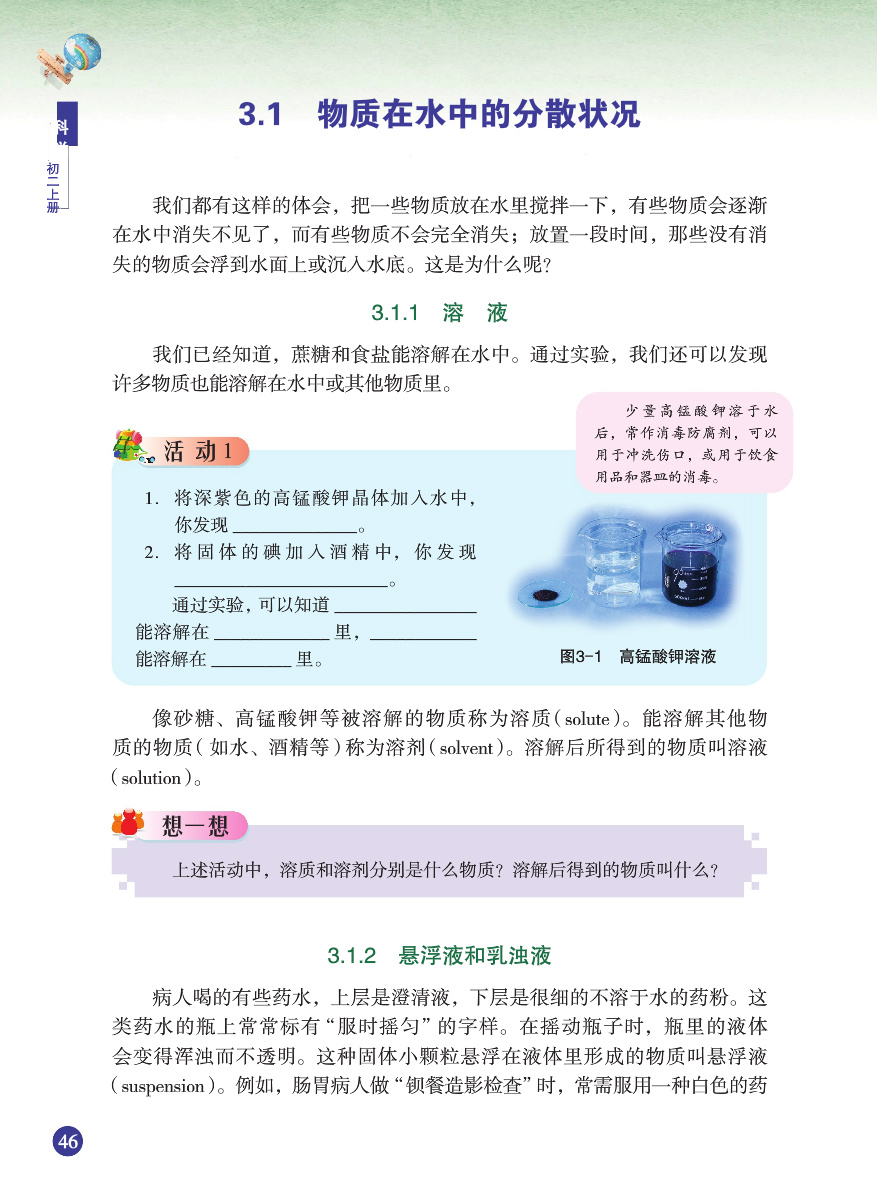 科
初二上册
3.1 物质在水中的分散状况
我们都有这样的体会，把一些物质放在水里搅拌一下，有些物质会逐渐
在水中消失不见了，而有些物质不会完全消失；放置一段时间，那些没有消
失的物质会浮到水面上或沉入水底。这是为什么呢？
3.1.1 溶 液
我们已经知道，蔗糖和食盐能溶解在水中。通过实验，我们还可以发现
许多物质也能溶解在水中或其他物质里。
少量高锰酸钾溶于水
后，常作消毒防腐剂，可以
用于冲洗伤口，或用于饮食
用品和器皿的消毒。
活 动 1
1. 将深紫色的高锰酸钾晶体加入水中，
你发现 ____________。
2. 将固体的碘加入酒精中，你发现
____________________。
通过实验，可以知道 ______________
能溶解在 ___________ 里，__________
能溶解在 ________ 里。
图3-1 高锰酸钾溶液
像砂糖、高锰酸钾等被溶解的物质称为溶质（solute）。能溶解其他物
质的物质（如水、酒精等）称为溶剂（solvent）。溶解后所得到的物质叫溶液
（solution）。
想一想
上述活动中，溶质和溶剂分别是什么物质？溶解后得到的物质叫什么？
3.1.2 悬浮液和乳浊液
病人喝的有些药水，上层是澄清液，下层是很细的不溶于水的药粉。这
类药水的瓶上常常标有“服时摇匀”的字样。在摇动瓶子时，瓶里的液体
会变得浑浊而不透明。这种固体小颗粒悬浮在液体里形成的物质叫悬浮液
（suspension）。例如，肠胃病人做“钡餐造影检查”时，常需服用一种白色的药
46